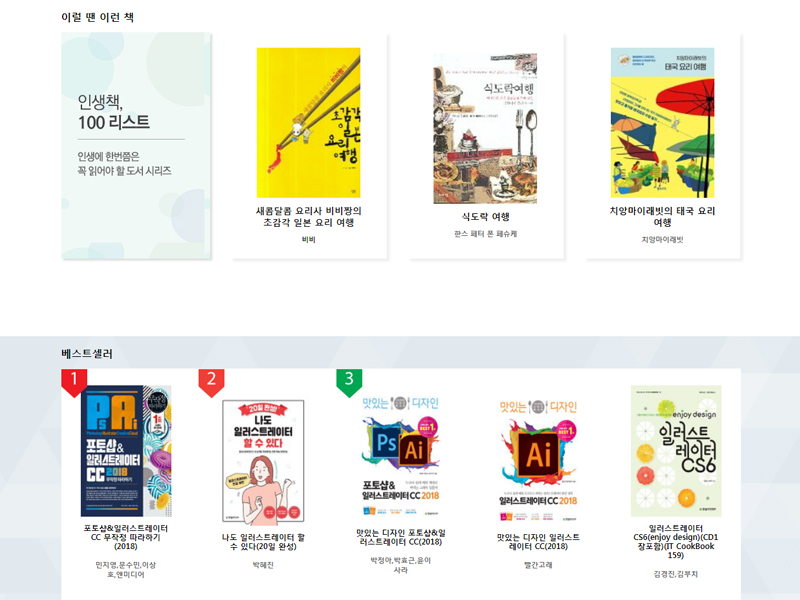 이럴 땐 이런 책
인생책,
100 리스트
인생에 한번쯤은
꼭 읽어야 할 도서 시리즈
초감각
일본
요리
여행
식도락여행
치앙마이래빗의
태국 요리 여행
새콤달콤 요리사 비비짱의
초감각 일본 요리 여행
비비
식도락 여행
한스 페터 폰 페슈케
치앙마이래빗의 태국 요리
여행
치앙마이래빗
베스트셀러
1
2
3
Ps Ai
포토샵&
일러스트레이터
CC 2018
무작정 따라하기
20일 완성!
나도
일러스트레이터
할 수 있다
맛있는 디자인
Ps Ai
포토샵&
일러스트레이터 CC 2018
맛있는 디자인
Ai
일러스트레이터 CC 2018
enjoy design
일러스트
레이터
CS6
포토샵&일러스트레이터
CC 무작정 따라하기
(2018)
민지영,문수민,이상
호,앤미디어
나도 일러스트레이터 할
수 있다(20일 완성)
박혜진
맛있는 디자인 포토샵&일
러스트레이터 CC(2018)
박정아,박효근,윤이
사라
맛있는 디자인 일러스트
레이터 CC(2018)
빨간고래
일러스트레이터
CS6(enjoy design)(CD1
장포함)(IT CookBook
159)
김경진,김부치